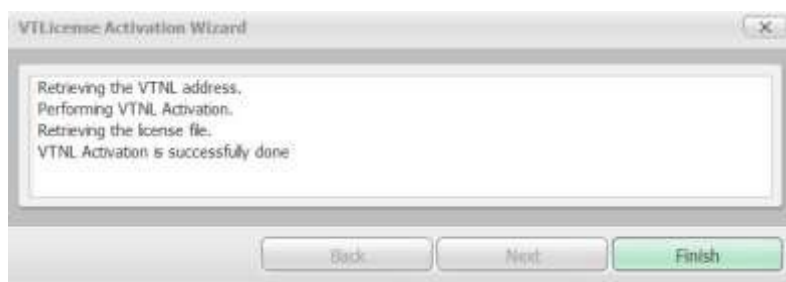 VTLicense Activation Wizard
Retrieving the VTNL address.
Performing VTNL Activation.
Retrieving the license file.
VTNL Activation is successfully done
Back
Next
Finish